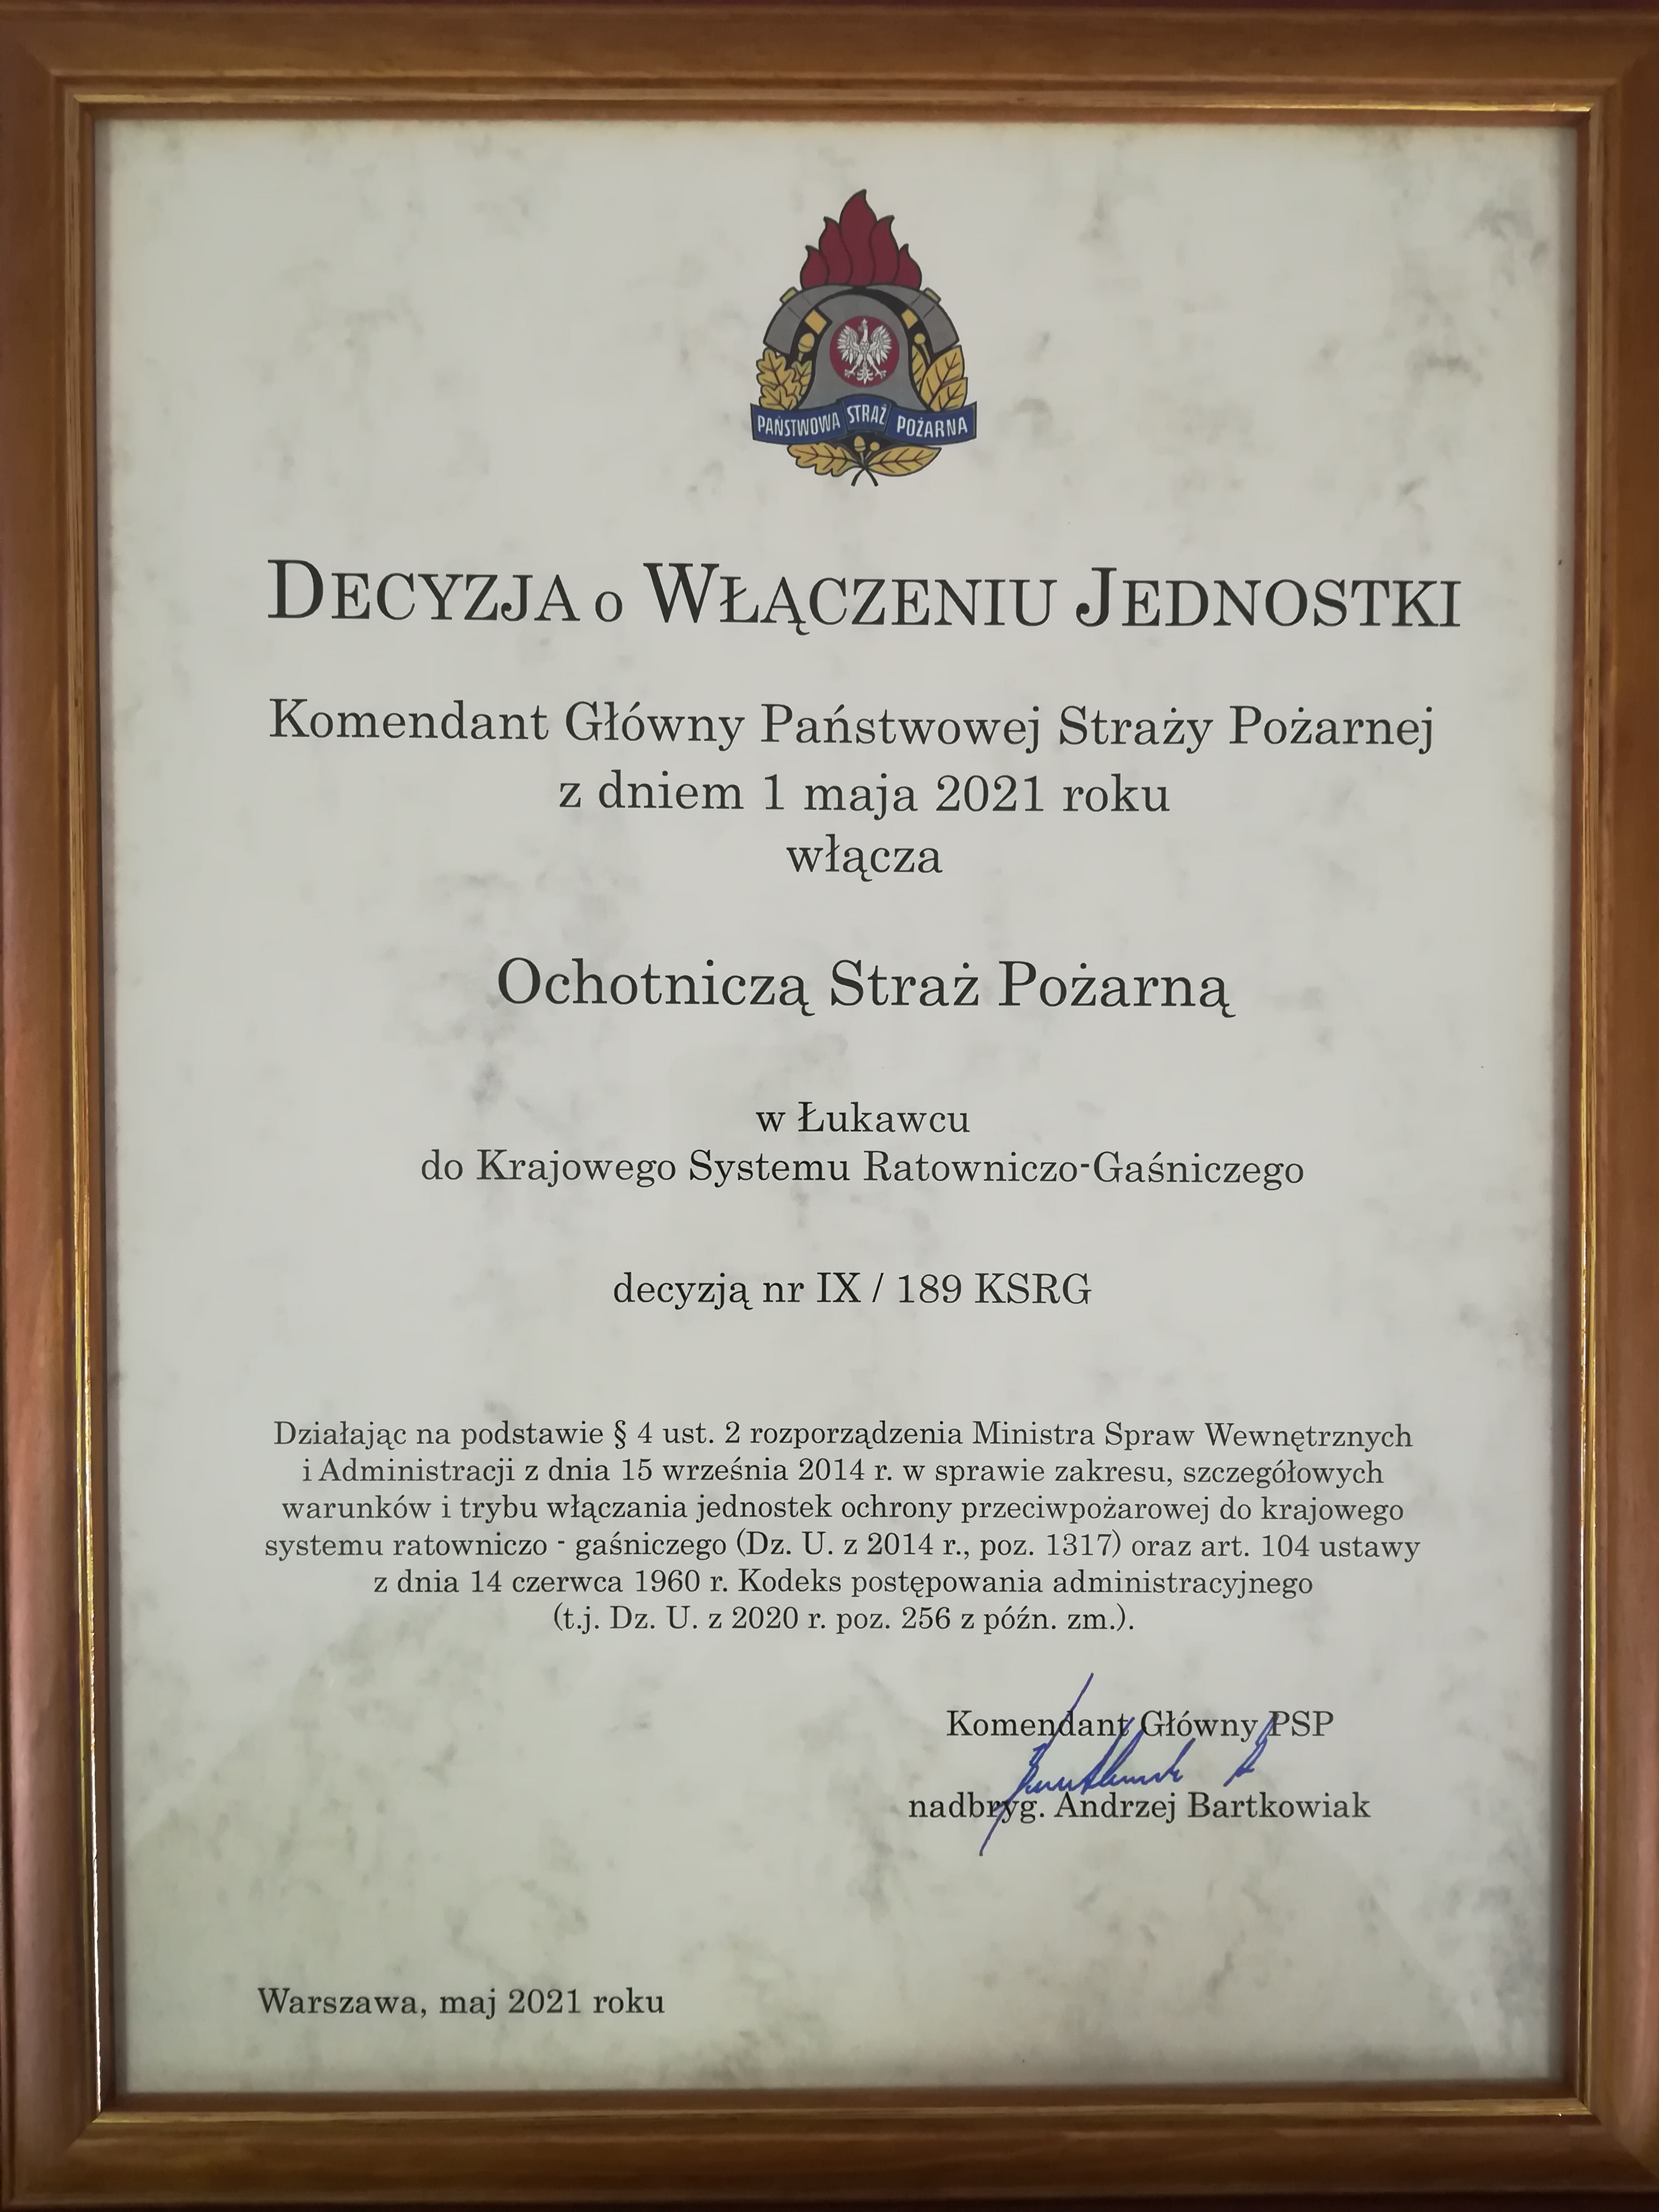 PAŃSTWOWA STRAŻ POŻARNA
DECYZJA o WŁĄCZENIU JEDNOSTKI
Komendant Główny Państwowej Straży Pożarnej
z dniem 1 maja 2021 roku
włącza
Ochotniczą Straż Pożarną
w Łukawcu
do Krajowego Systemu Ratowniczo-Gaśniczego
decyzją nr IX / 189 KSRG
Działając na podstawie § 4 ust. 2 rozporządzenia Ministra Spraw Wewnętrznych
i Administracji z dnia 15 września 2014 r. w sprawie zakresu, szczegółowych
warunków i trybu włączania jednostek ochrony przeciwpożarowej do krajowego
systemu ratowniczo - gaśniczego (Dz. U. z 2014 r., poz. 1317) oraz art. 104 ustawy
z dnia 14 czerwca 1960 r. Kodeks postępowania administracyjnego
(t.j. Dz. U. z 2020 r. poz. 256 z późn. zm.).
Komendant Główny PSP
nadbryg. Andrzej Bartkowiak
Warszawa, maj 2021 roku